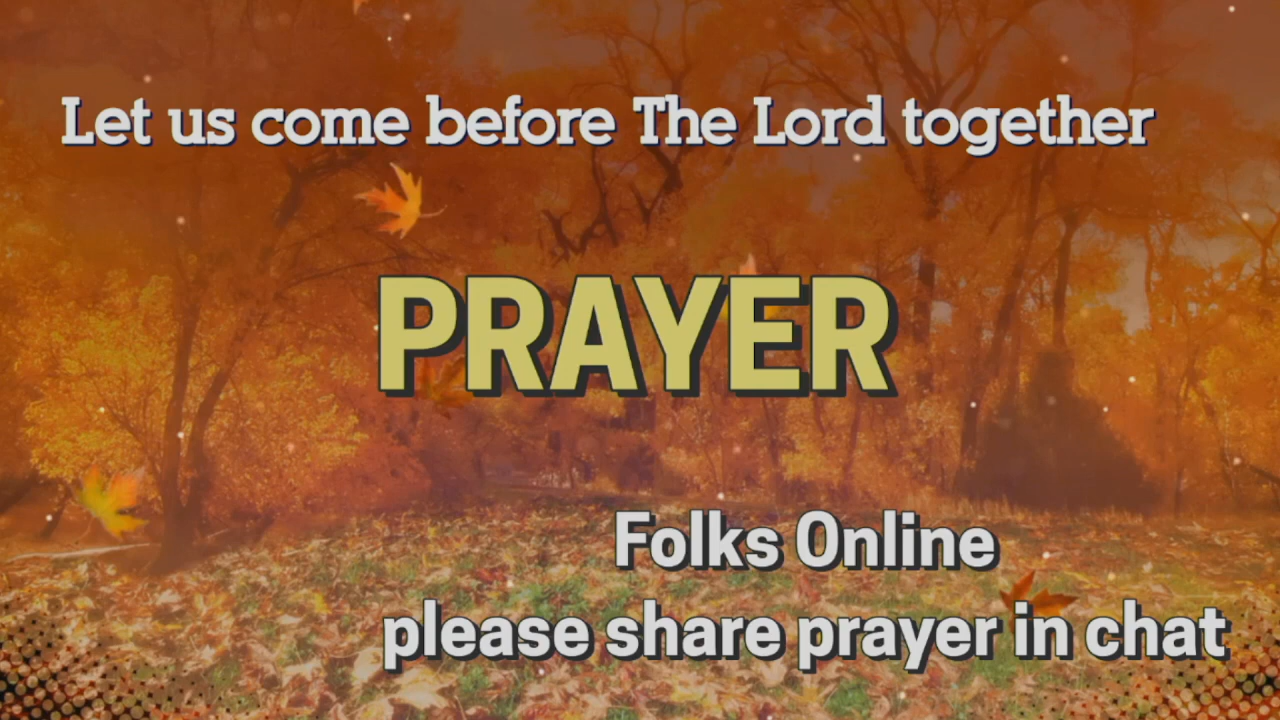 Let us come before The Lord together
PRAYER
Folks Online
please share prayer in chat